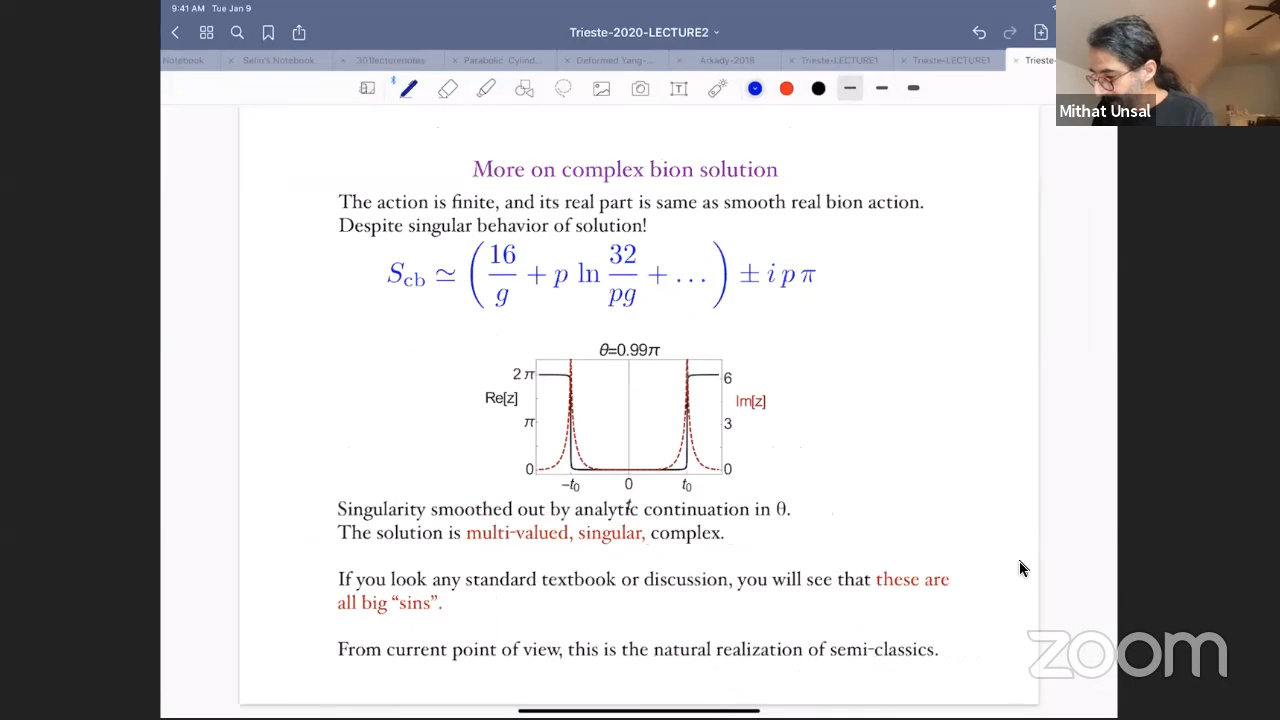 9:41 AM Tue Jan 9
Trieste-2020-LECTURE2
Notebook
Selin's Notebook
301lecturenotes
Parabolic Cylind...
Deformed Yang-...
Arkady-2018
Trieste-LECTURE1
Trieste-LECTURE1
Trieste-
Mithat Unsal
More on complex bion solution
The action is finite, and its real part is same as smooth real bion action.
Despite singular behavior of solution!
S_cb ≃ (16/g + p ln 32/pg + ...) ± i p π
θ=0.99π
2 π
6
Re[z]
Im[z]
π
3
0
0
−t₀
0
t₀
t
Singularity smoothed out by analytic continuation in θ.
The solution is multi-valued, singular, complex.
If you look any standard textbook or discussion, you will see that these are
all big “sins”.
From current point of view, this is the natural realization of semi-classics.
zoom